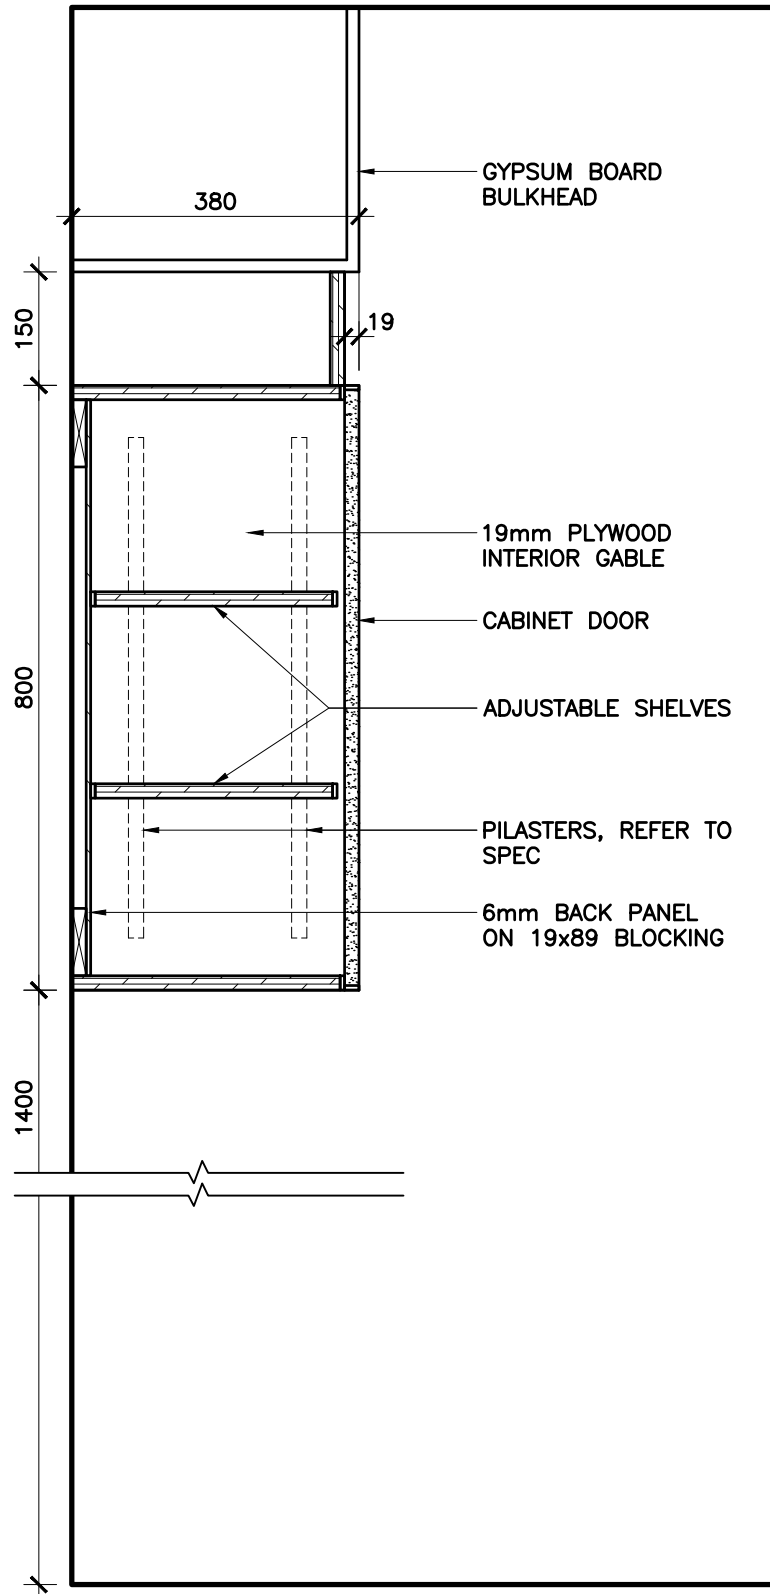 GYPSUM BOARD
BULKHEAD
380
150
19
19mm PLYWOOD
INTERIOR GABLE
CABINET DOOR
800
ADJUSTABLE SHELVES
PILASTERS, REFER TO
SPEC
6mm BACK PANEL
ON 19x89 BLOCKING
1400